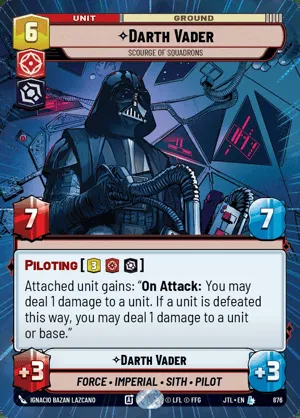 UNIT GROUND
6 ✧DARTH VADER
SCOURGE OF SQUADRONS
7 7
PILOTING [3]
Attached unit gains: “On Attack: You may
deal 1 damage to a unit. If a unit is defeated
this way, you may deal 1 damage to a unit
or base.”
✧DARTH VADER
+3 +3
FORCE • IMPERIAL • SITH • PILOT
IGNACIO BAZAN LAZCANO © LFL © FFG JTL • EN 876